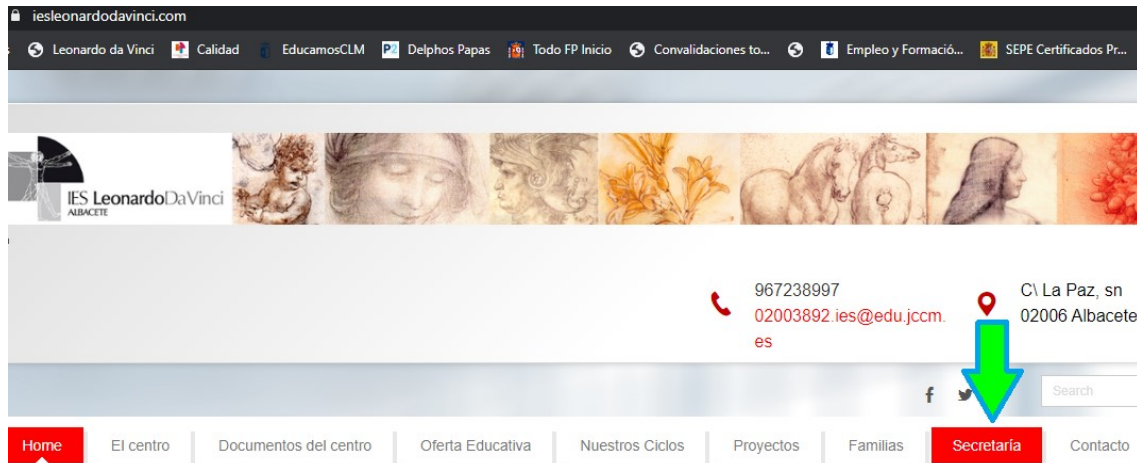 iesleonardodavinci.com
Leonardo da Vinci Calidad EducamosCLM Delphos Papas Todo FP Inicio Convalidaciones to... Empleo y Formació... SEPE Certificados Pr...
IES LeonardoDaVinci
ALBACETE
967238997
02003892.ies@edu.jccm.
es
C\ La Paz, sn
02006 Albacete
Search
Home El centro Documentos del centro Oferta Educativa Nuestros Ciclos Proyectos Familias Secretaría Contacto